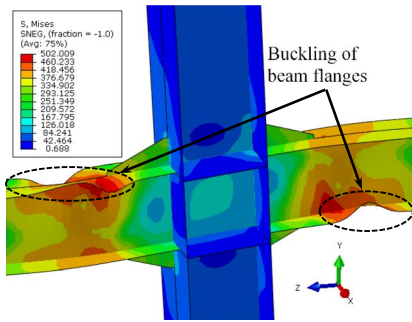 S, Mises
SNEG, (fraction = -1.0)
(Avg: 75%)
502.009
460.233
418.456
376.679
334.902
293.125
251.349
209.572
167.795
126.018
84.241
42.464
0.688
Buckling of
beam flanges
Y
Z
X